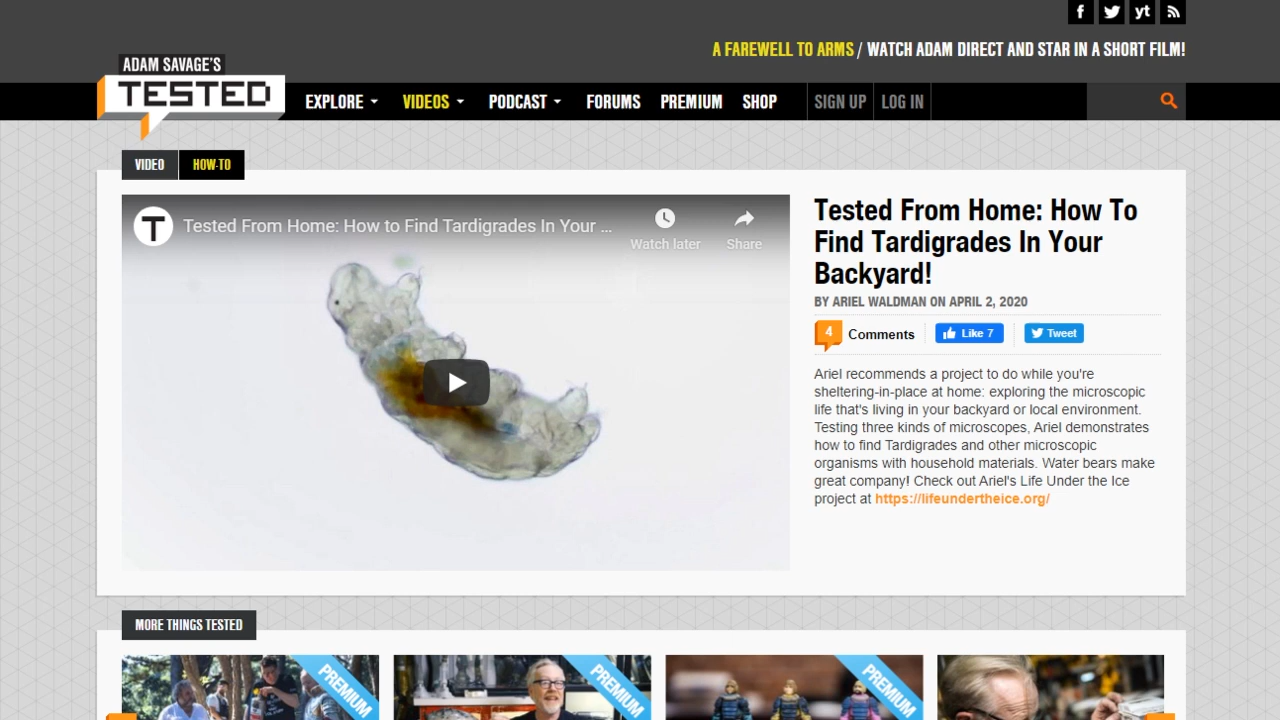 A FAREWELL TO ARMS / WATCH ADAM DIRECT AND STAR IN A SHORT FILM!
ADAM SAVAGE'S
TESTED
EXPLORE VIDEOS PODCAST FORUMS PREMIUM SHOP SIGN UP LOG IN
VIDEO HOW-TO
T Tested From Home: How to Find Tardigrades In Your ...
Watch later Share
Tested From Home: How To
Find Tardigrades In Your
Backyard!
BY ARIEL WALDMAN ON APRIL 2, 2020
4 Comments Like 7 Tweet
Ariel recommends a project to do while you're
sheltering-in-place at home: exploring the microscopic
life that's living in your backyard or local environment.
Testing three kinds of microscopes, Ariel demonstrates
how to find Tardigrades and other microscopic
organisms with household materials. Water bears make
great company! Check out Ariel's Life Under the Ice
project at https://lifeundertheice.org/
MORE THINGS TESTED
PREMIUM PREMIUM PREMIUM